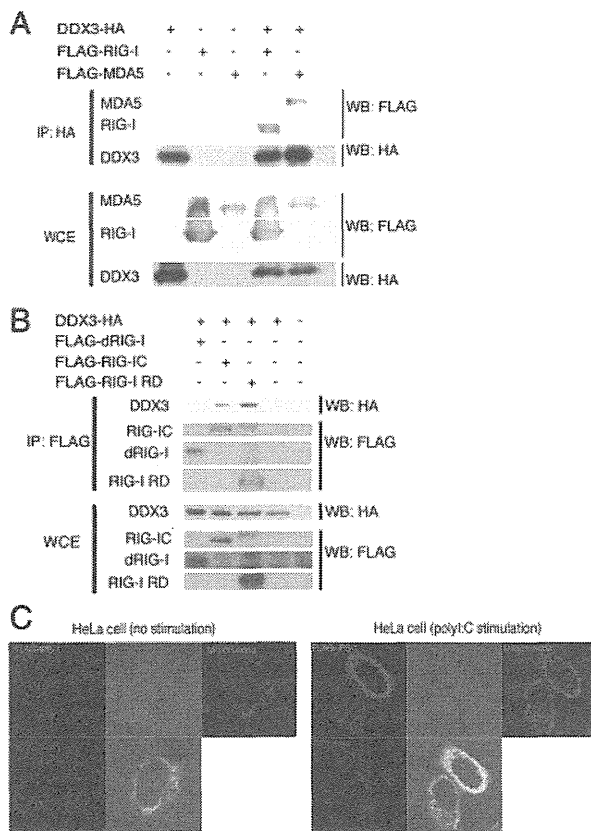 A
DDX3-HA + - - + +
FLAG-RIG-I - + - + -
FLAG-MDA5 - - + - +
IP: HA
MDA5
RIG-I
WB: FLAG
DDX3
WB: HA
WCE
MDA5
RIG-I
WB: FLAG
DDX3
WB: HA
B
DDX3-HA + + + + -
FLAG-dRIG-I + - - - -
FLAG-RIG-IC - + - - -
FLAG-RIG-I RD - - + - -
IP: FLAG
DDX3
WB: HA
RIG-IC
dRIG-I
RIG-I RD
WB: FLAG
WCE
DDX3
WB: HA
RIG-IC
dRIG-I
RIG-I RD
WB: FLAG
C
HeLa cell (no stimulation)
HeLa cell (polyI:C stimulation)